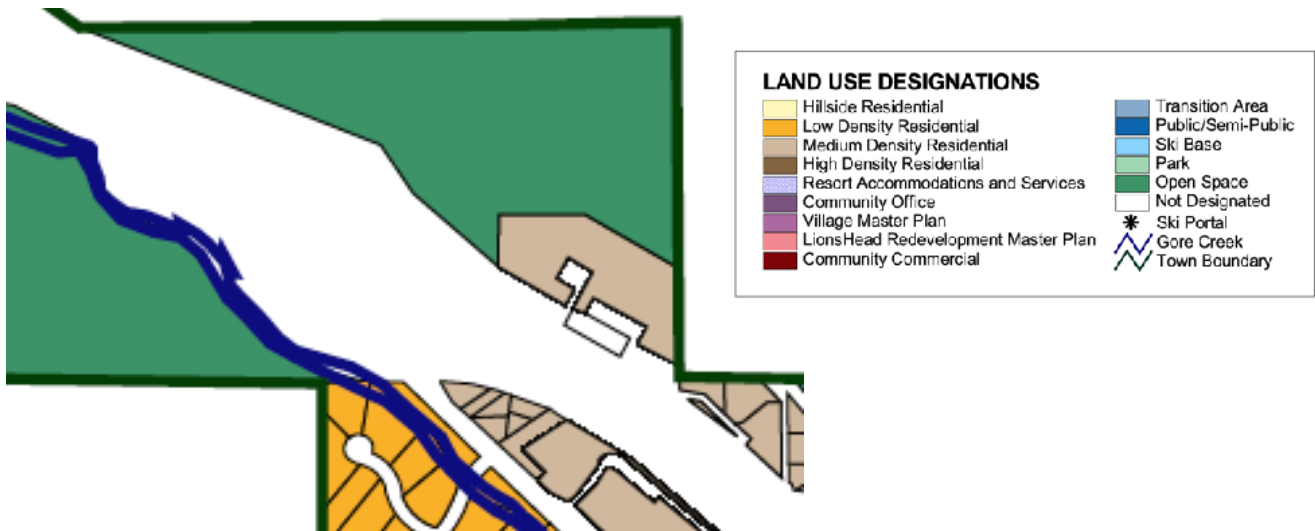 LAND USE DESIGNATIONS
Hillside Residential
Low Density Residential
Medium Density Residential
High Density Residential
Resort Accommodations and Services
Community Office
Village Master Plan
LionsHead Redevelopment Master Plan
Community Commercial
Transition Area
Public/Semi-Public
Ski Base
Park
Open Space
Not Designated
Ski Portal
Gore Creek
Town Boundary